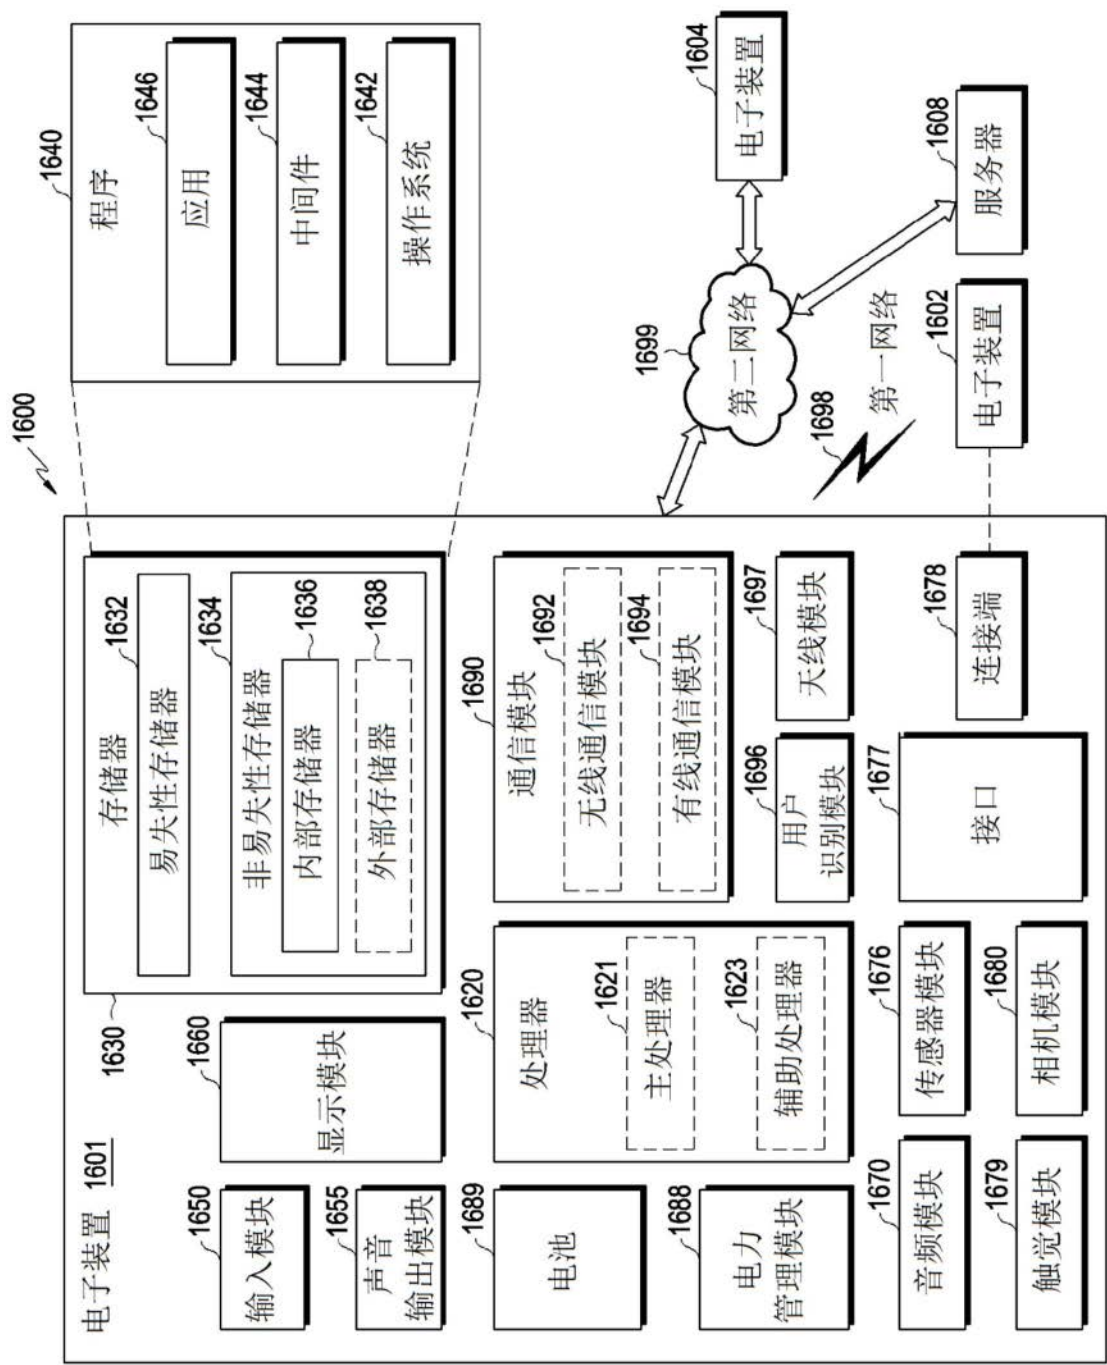 1600
电子装置 1601
输入模块
1650
声音
输出模块
1655
电池
1689
电力
管理模块
1688
音频模块
1670
触觉模块
1679
显示模块
1660
处理器
1620
主处理器
1621
辅助处理器
1623
传感器模块
1676
相机模块
1680
存储器
1630
易失性存储器
1632
非易失性存储器
1634
内部存储器
1636
外部存储器
1638
通信模块
1690
无线通信模块
1692
有线通信模块
1694
用户
识别模块
1696
天线模块
1697
接口
1677
连接端
1678
程序
1640
应用
1646
中间件
1644
操作系统
1642
第二网络
1699
第一网络
1698
电子装置
1604
服务器
1608
电子装置
1602